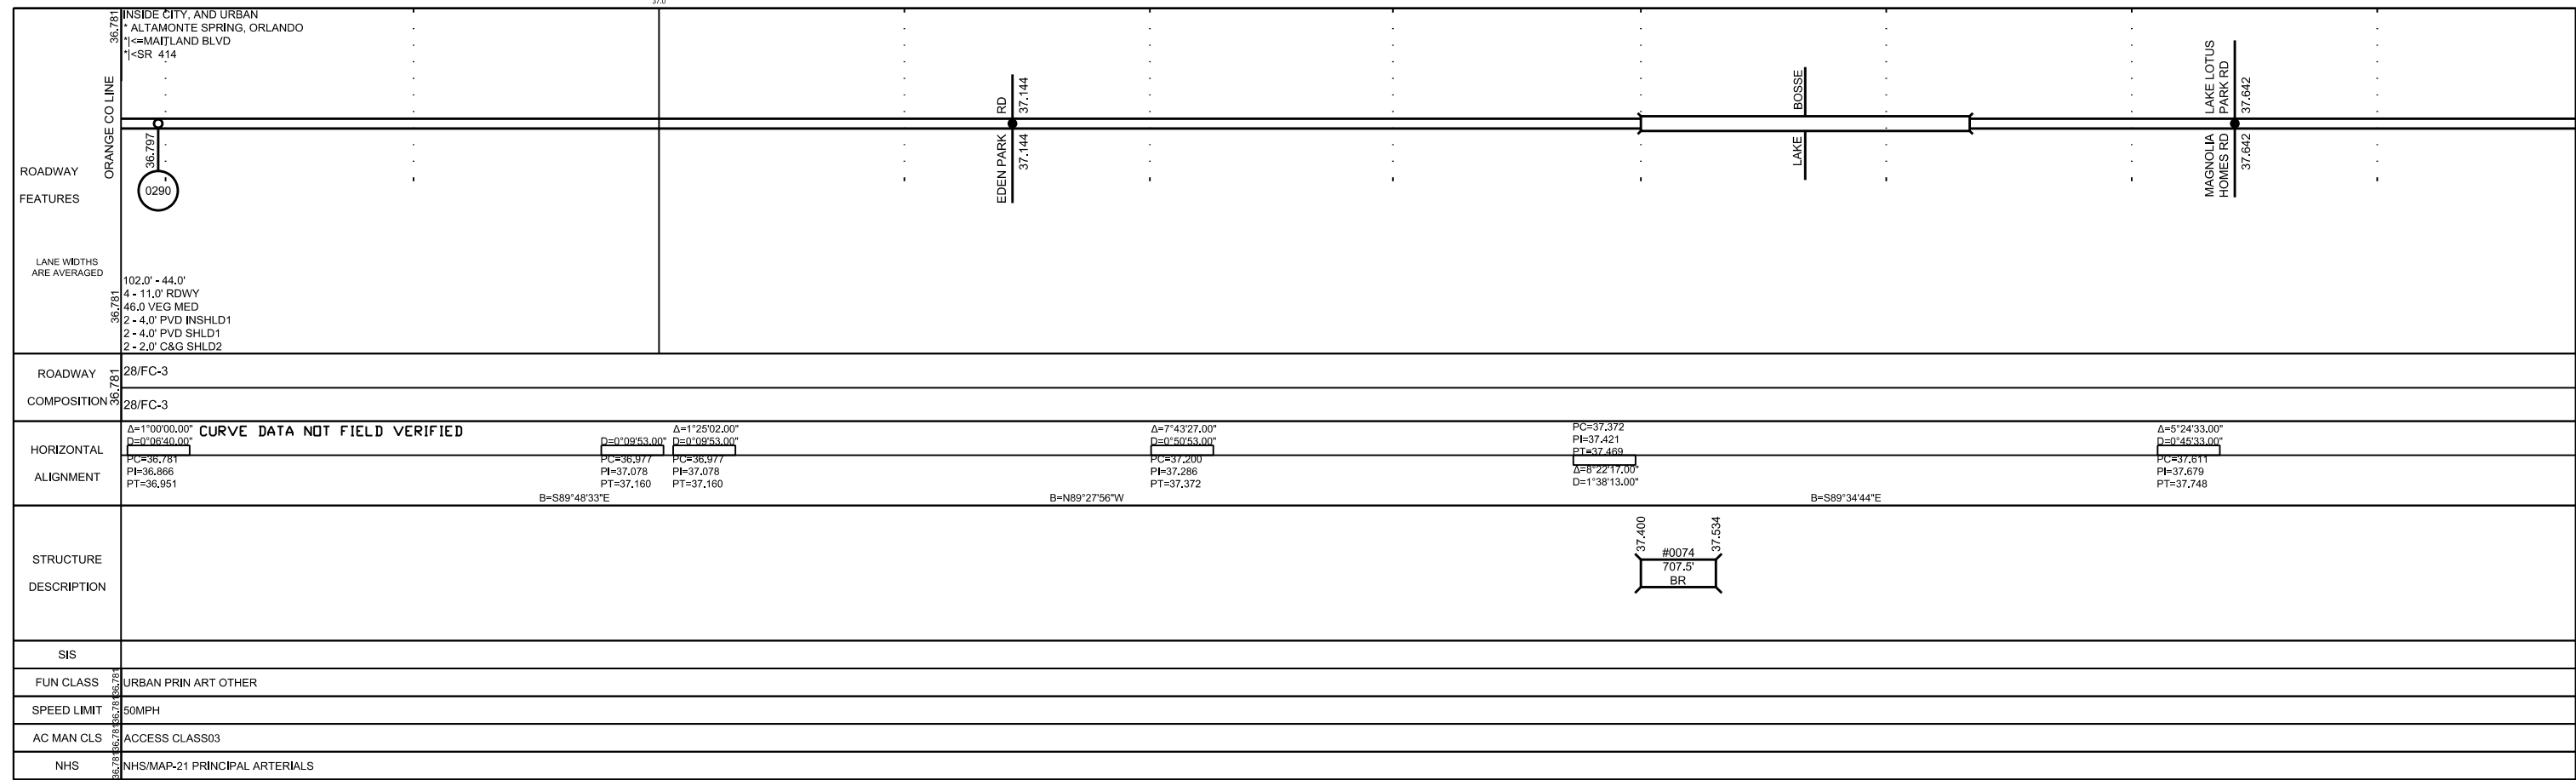 37.0
36.781
INSIDE CITY, AND URBAN
* ALTAMONTE SPRING, ORLANDO
*|<=MAITLAND BLVD
*|<SR 414
ORANGE CO LINE
36.797
0290
EDEN PARK RD
37.144
37.144
LAKE BOSSE
MAGNOLIA
HOMES RD
LAKE LOTUS
PARK RD
37.642
37.642
ROADWAY
FEATURES
LANE WIDTHS
ARE AVERAGED
36.781
102.0' - 44.0'
4 - 11.0' RDWY
46.0 VEG MED
2 - 4.0' PVD INSHLD1
2 - 4.0' PVD SHLD1
2 - 2.0' C&G SHLD2
ROADWAY
COMPOSITION
36.781
28/FC-3
28/FC-3
HORIZONTAL
ALIGNMENT
CURVE DATA NOT FIELD VERIFIED
Δ=1°00'00.00"
D=0°06'40.00"
PC=36.781
PI=36.866
PT=36.951
B=S89°48'33"E
D=0°09'53.00"
PC=36.977
PI=37.078
PT=37.160
Δ=1°25'02.00"
D=0°09'53.00"
PC=36.977
PI=37.078
PT=37.160
B=N89°27'56"W
Δ=7°43'27.00"
D=0°50'53.00"
PC=37.200
PI=37.286
PT=37.372
PC=37.372
PI=37.421
PT=37.469
Δ=8°22'17.00"
D=1°38'13.00"
B=S89°34'44"E
Δ=5°24'33.00"
D=0°45'33.00"
PC=37.611
PI=37.679
PT=37.748
STRUCTURE
DESCRIPTION
37.400
37.534
#0074
707.5'
BR
SIS
FUN CLASS
36.781
URBAN PRIN ART OTHER
SPEED LIMIT
36.781
50MPH
AC MAN CLS
36.781
ACCESS CLASS03
NHS
36.781
NHS/MAP-21 PRINCIPAL ARTERIALS